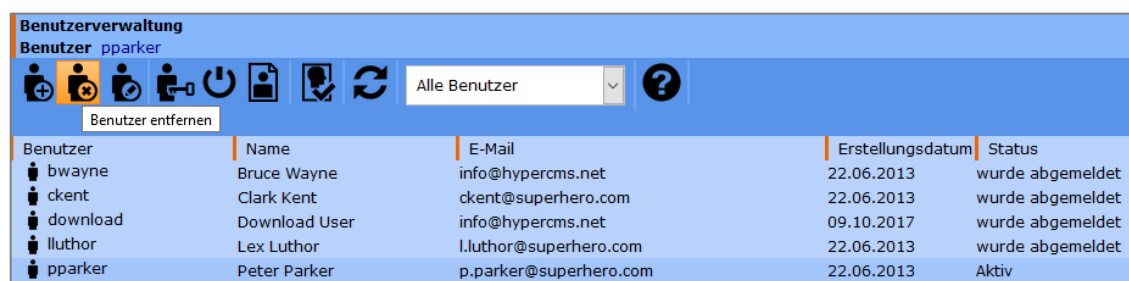 Benutzerverwaltung
Benutzer pparker
Alle Benutzer
Benutzer entfernen
Benutzer Name E-Mail Erstellungsdatum Status
bwayne Bruce Wayne info@hypercms.net 22.06.2013 wurde abgemeldet
ckent Clark Kent ckent@superhero.com 22.06.2013 wurde abgemeldet
download Download User info@hypercms.net 09.10.2017 wurde abgemeldet
lluthor Lex Luthor l.luthor@superhero.com 22.06.2013 wurde abgemeldet
pparker Peter Parker p.parker@superhero.com 22.06.2013 Aktiv